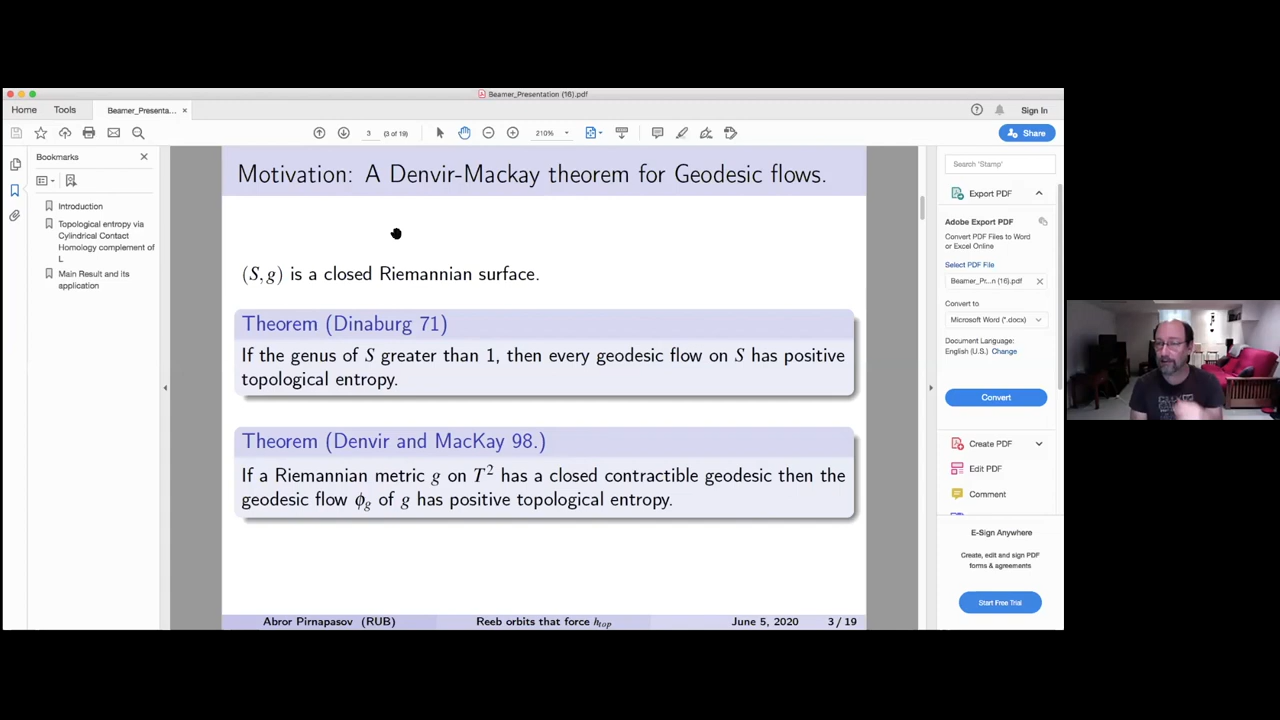 Beamer_Presentation (16).pdf
Home
Tools
Beamer_Presenta... ×
Sign In
3
(3 of 19)
210%
Share
Bookmarks
Introduction
Topological entropy via
Cylindrical Contact
Homology complement of
L
Main Result and its
application
Motivation: A Denvir-Mackay theorem for Geodesic flows.
(S, g) is a closed Riemannian surface.
Theorem (Dinaburg 71)
If the genus of S greater than 1, then every geodesic flow on S has positive
topological entropy.
Theorem (Denvir and MacKay 98.)
If a Riemannian metric g on T² has a closed contractible geodesic then the
geodesic flow ϕg of g has positive topological entropy.
Abror Pirnapasov (RUB)
Reeb orbits that force htop
June 5, 2020
3 / 19
Search 'Stamp'
Export PDF
Adobe Export PDF
Convert PDF Files to Word
or Excel Online
Select PDF File
Beamer_Pr...n (16).pdf
Convert to
Microsoft Word (*.docx)
Document Language:
English (U.S.) Change
Convert
Create PDF
Edit PDF
Comment
E-Sign Anywhere
Create, edit and sign PDF
forms & agreements
Start Free Trial